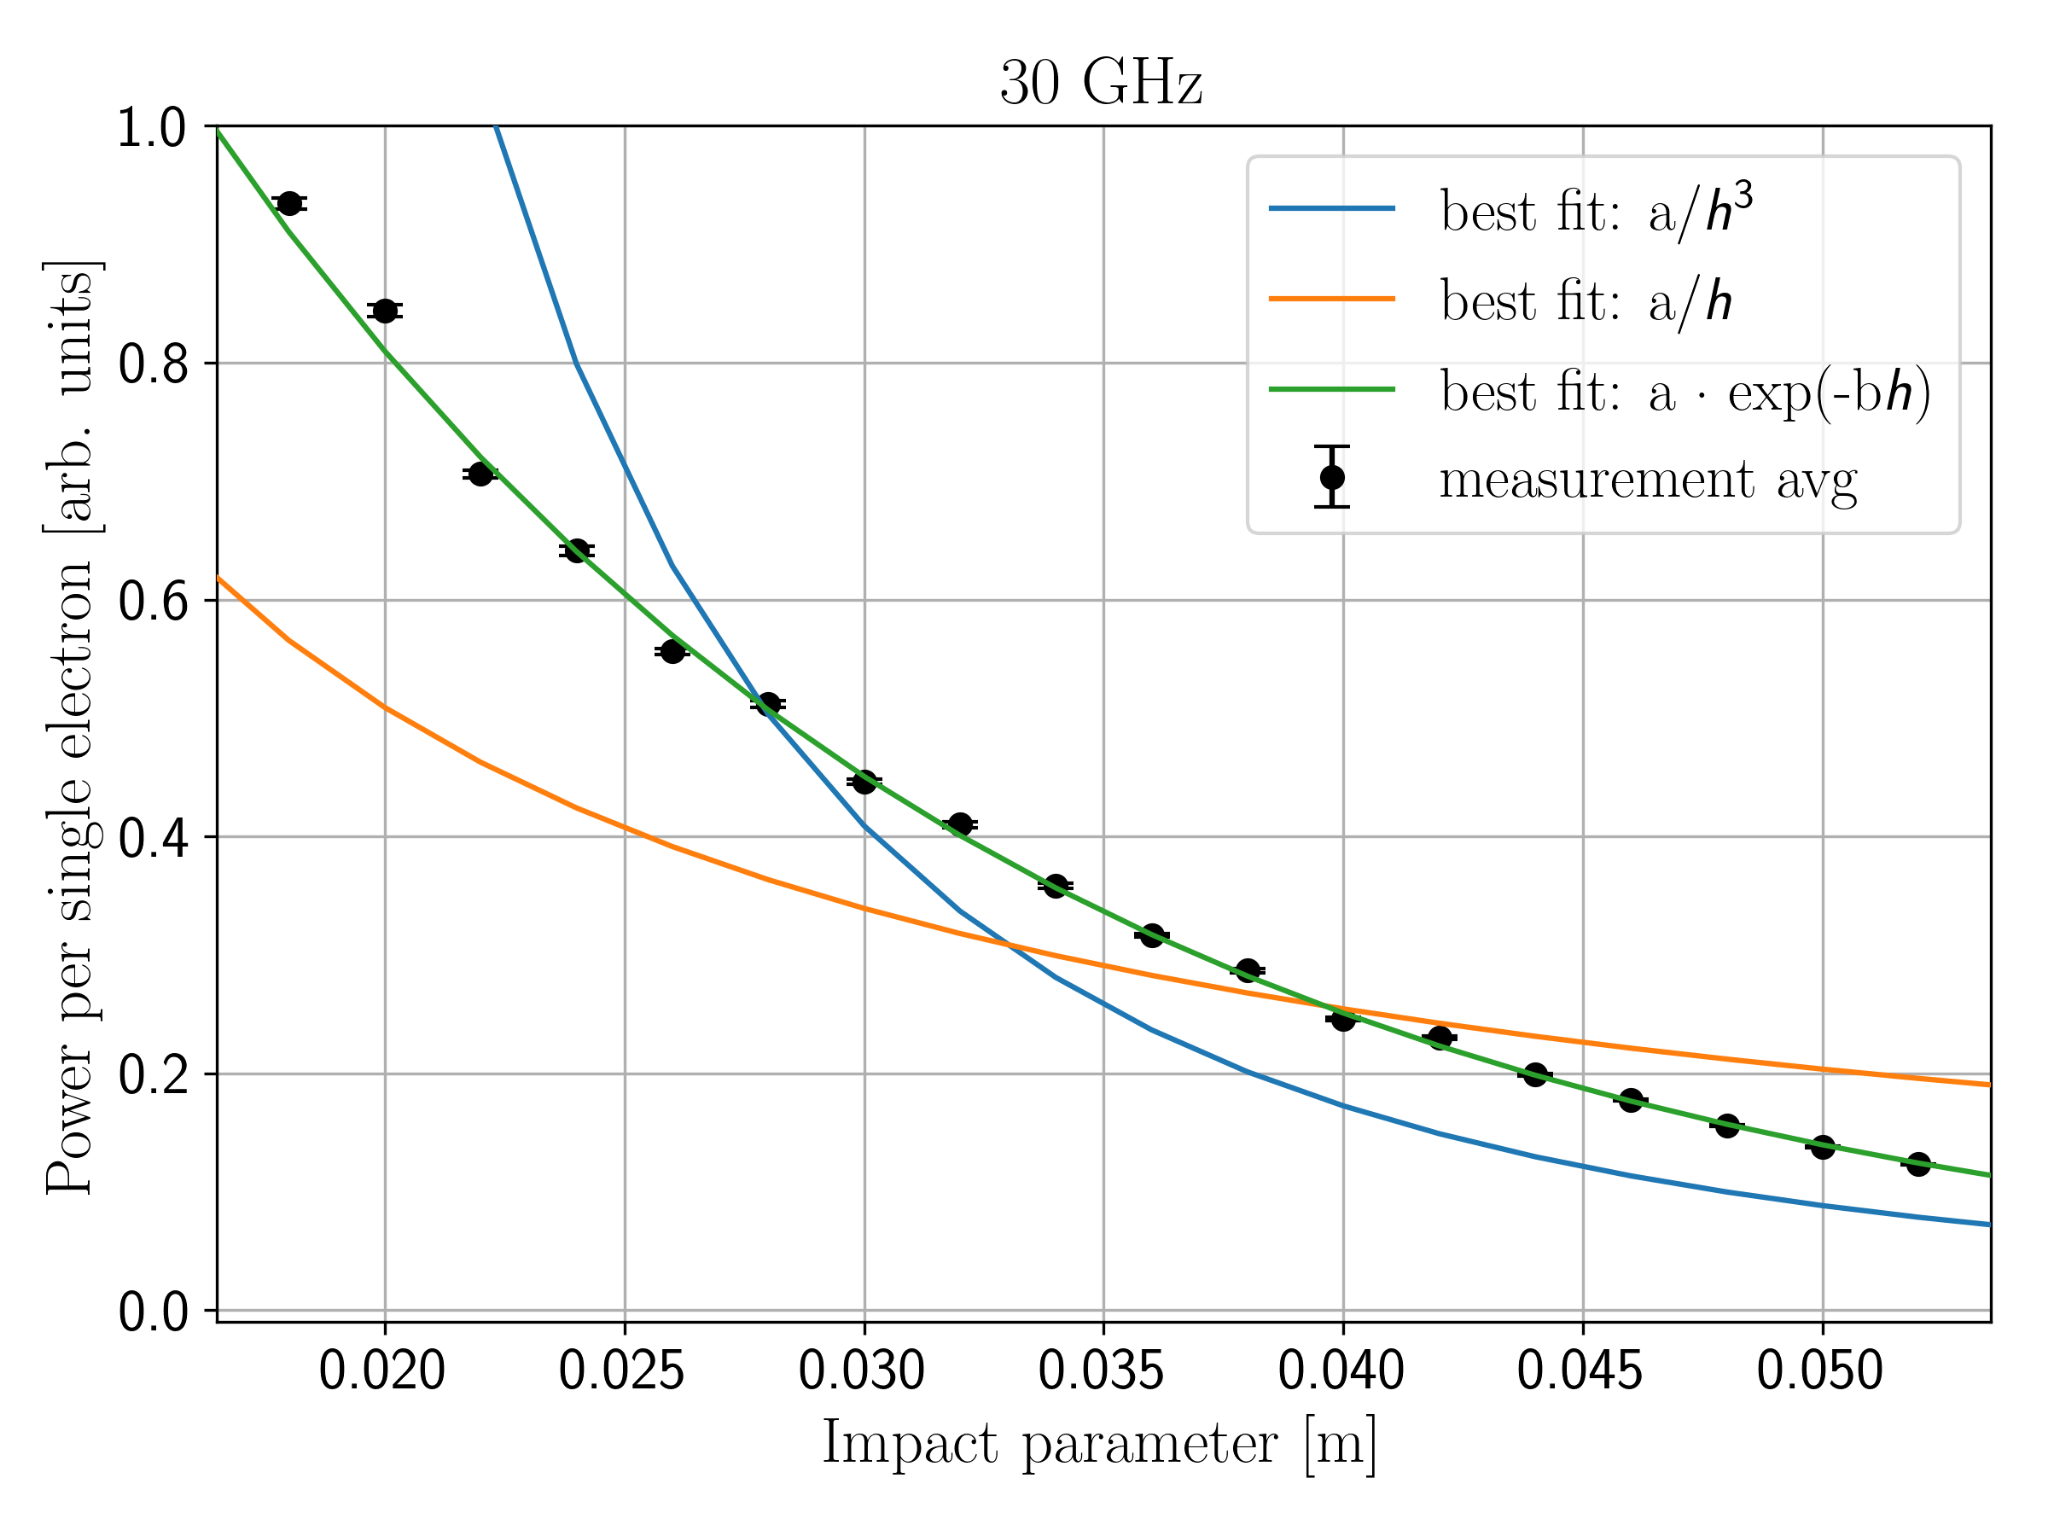 30 GHz
1.0
0.8
0.6
0.4
0.2
0.0
Power per single electron [arb. units]
best fit: a/h³
best fit: a/h
best fit: a · exp(-bh)
measurement avg
0.020 0.025 0.030 0.035 0.040 0.045 0.050
Impact parameter [m]